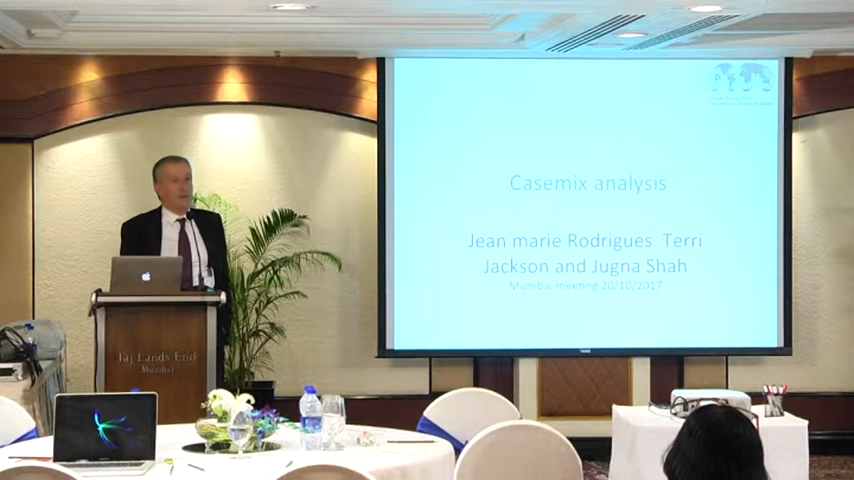 Casemix analysis
Jean marie Rodrigues Terri
Jackson and Jugna Shah
Mumbai meeting 20/10/2017
Taj Lands End
Mumbai